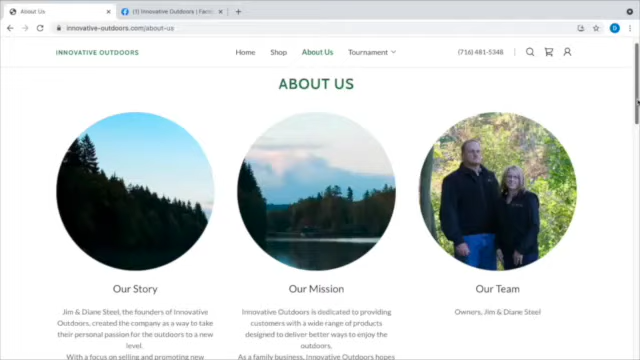 About Us
(1) Innovative Outdoors | Faceb
innovative-outdoors.com/about-us
INNOVATIVE OUTDOORS
Home
Shop
About Us
Tournament
(716) 481-5348
ABOUT US
Our Story
Jim & Diane Steel, the founders of Innovative
Outdoors, created the company as a way to take
their personal passion for the outdoors to a new
level.
With a focus on selling and promoting new
Our Mission
Innovative Outdoors is dedicated to providing
customers with a wide range of products
designed to deliver better ways to enjoy the
outdoors.
As a family business, Innovative Outdoors hopes
Our Team
Owners, Jim & Diane Steel